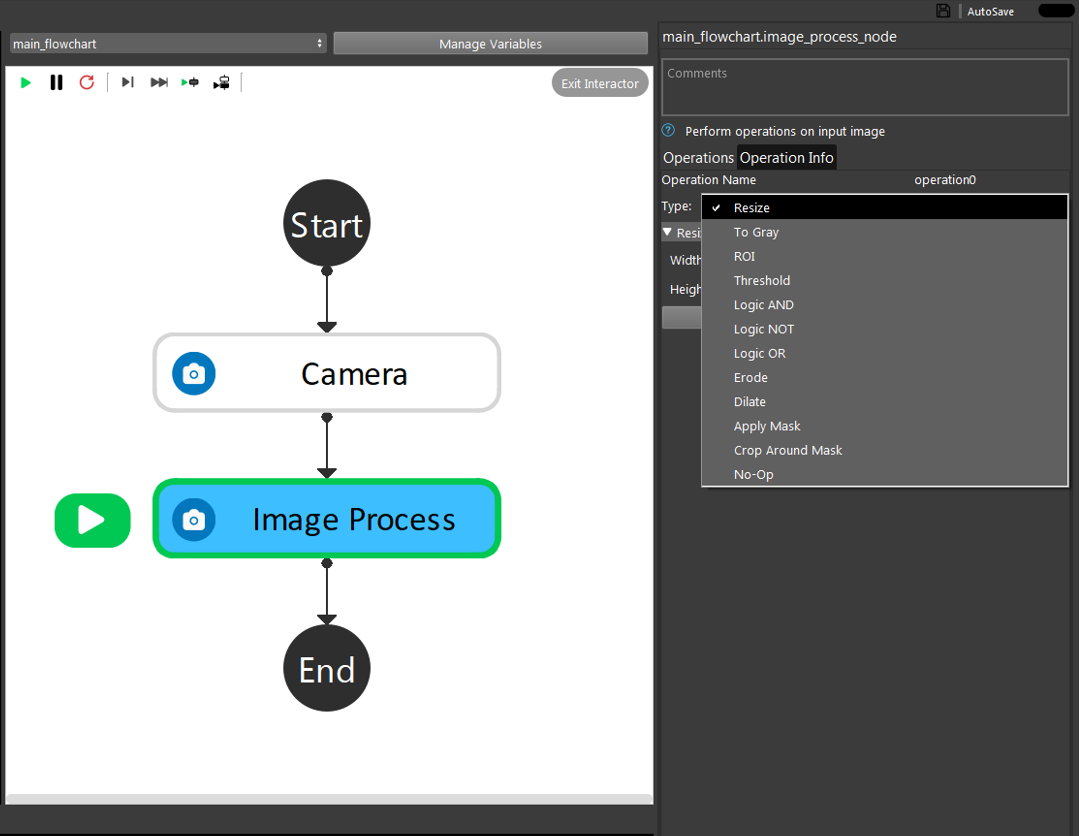 AutoSave
main_flowchart
Manage Variables
Exit Interactor
Start
Camera
Image Process
End
main_flowchart.image_process_node
Comments
? Perform operations on input image
Operations Operation Info
Operation Name operation0
Type:
Resi
Width
Heigh
Resize
To Gray
ROI
Threshold
Logic AND
Logic NOT
Logic OR
Erode
Dilate
Apply Mask
Crop Around Mask
No-Op